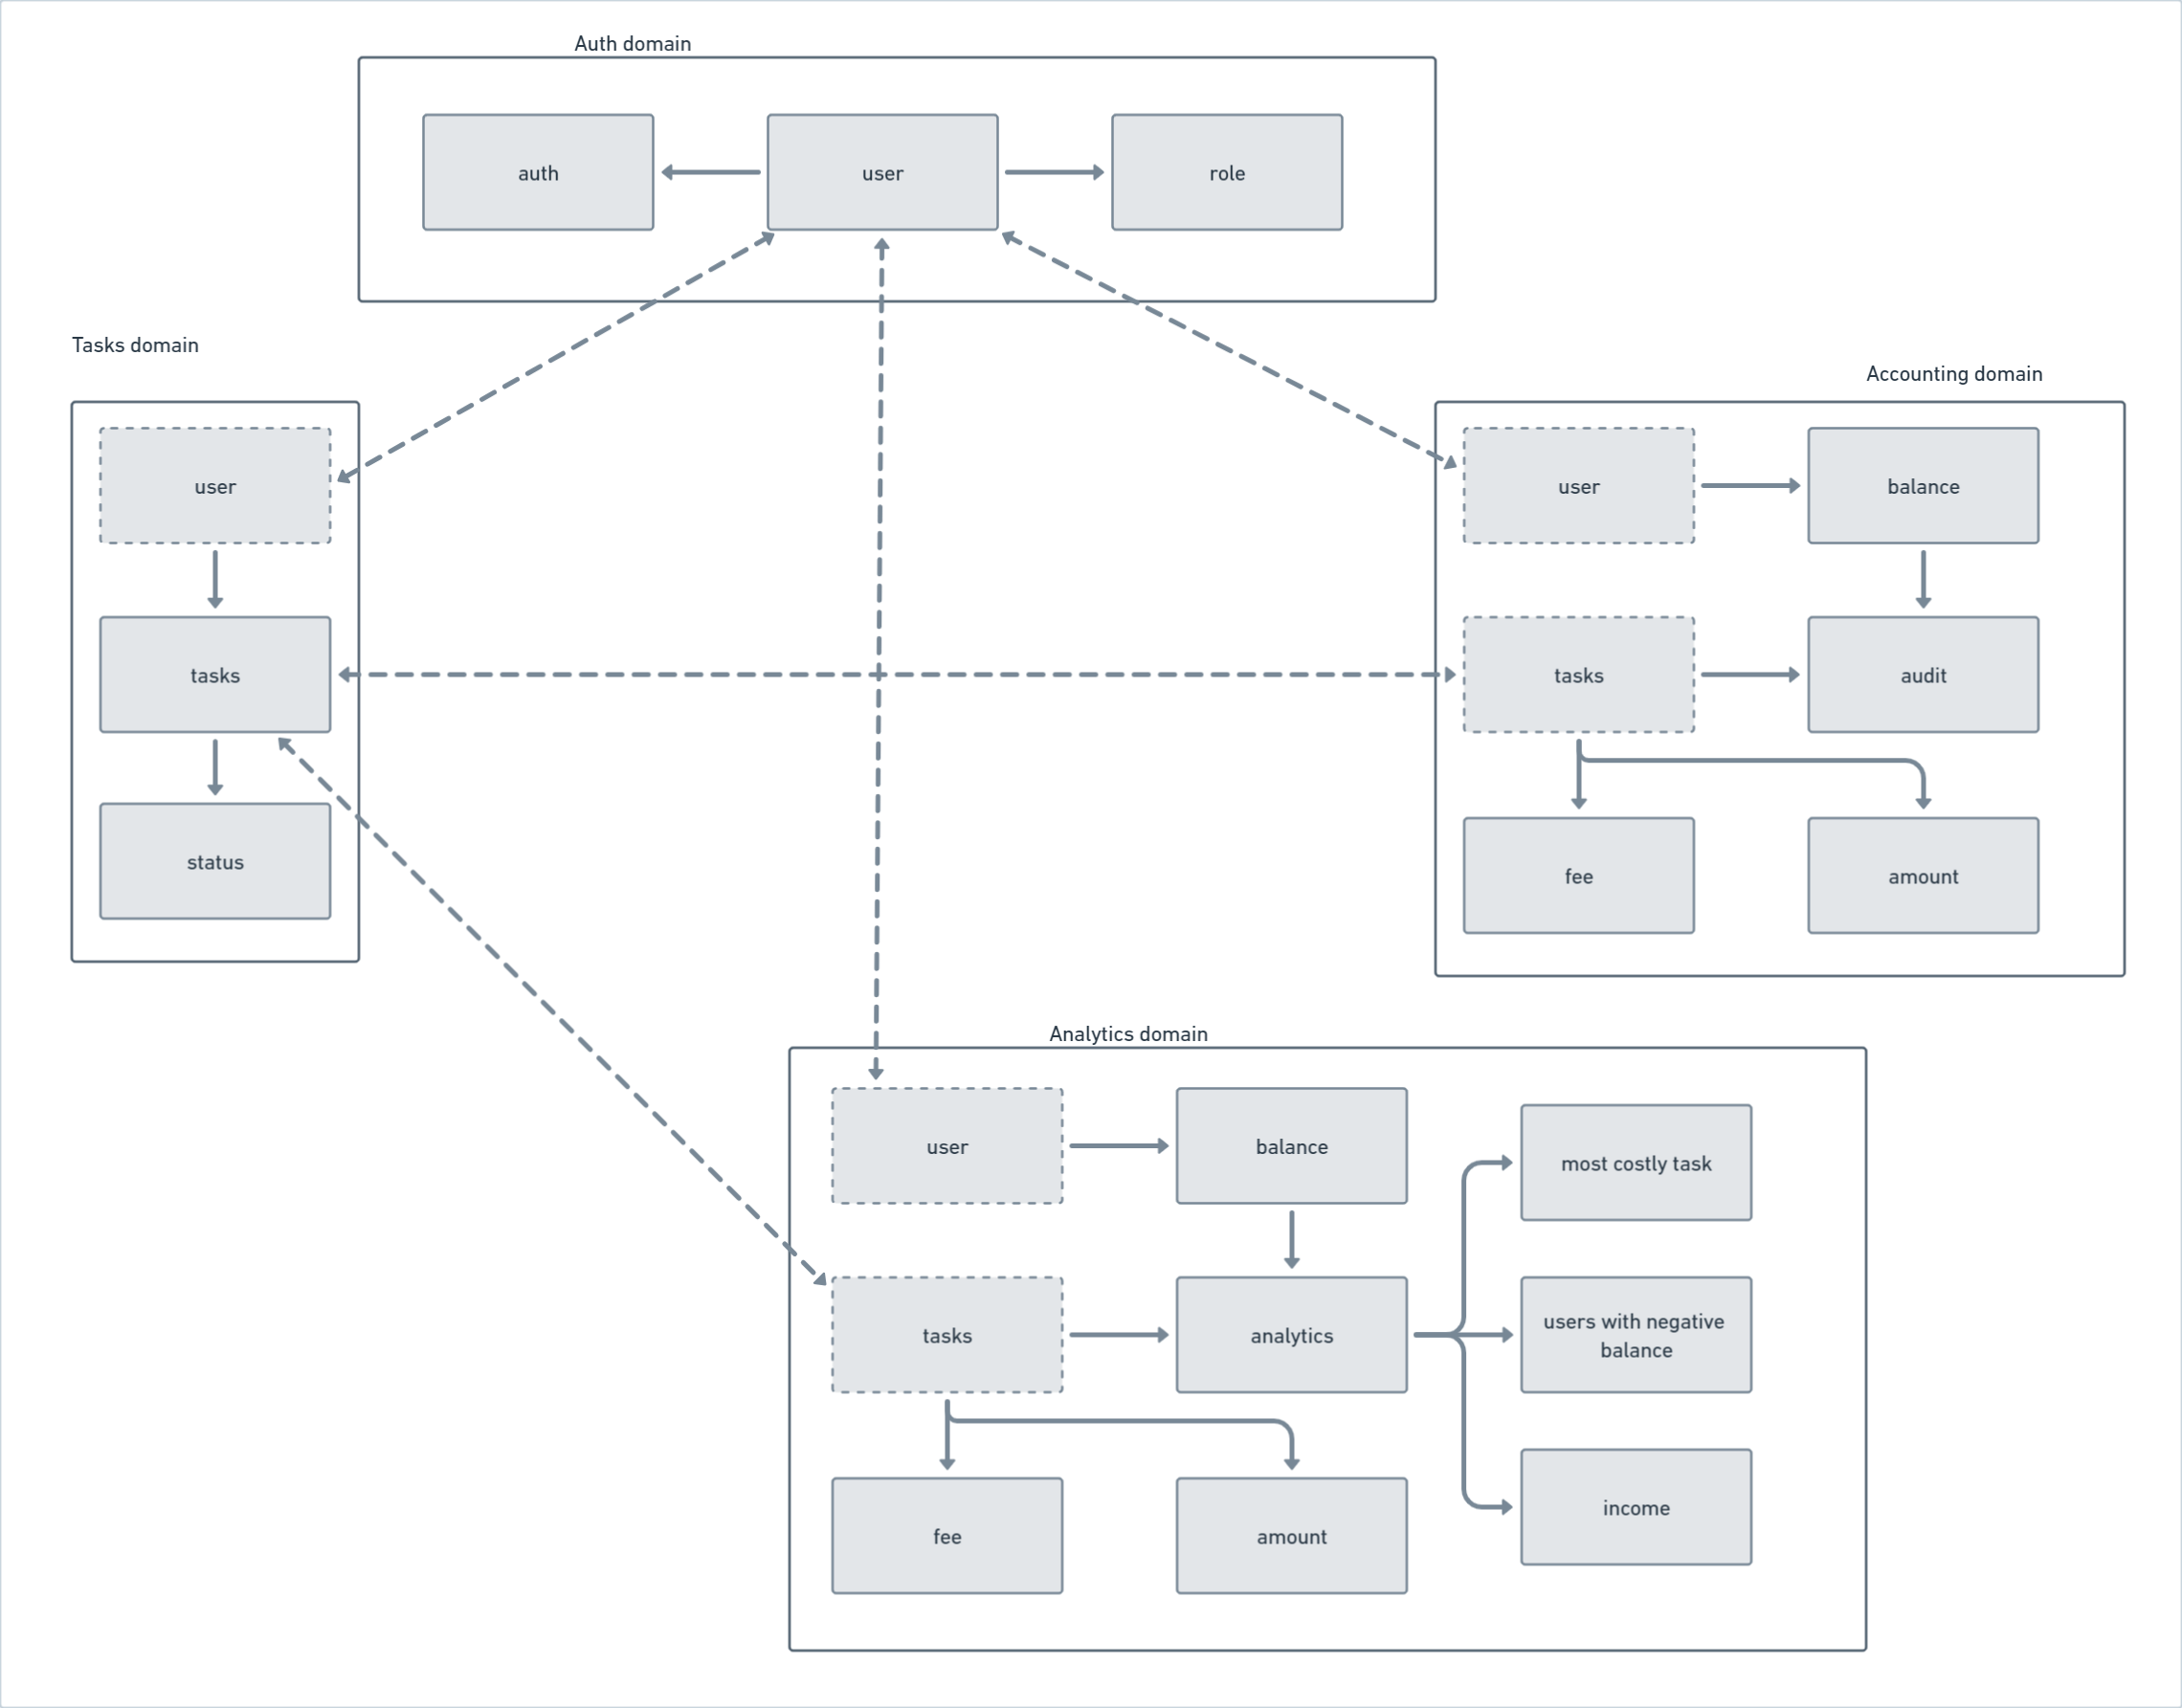 Auth domain
auth
user
role
Tasks domain
user
tasks
status
Accounting domain
user
balance
tasks
audit
fee
amount
Analytics domain
user
balance
most costly task
tasks
analytics
users with negative
balance
income
fee
amount